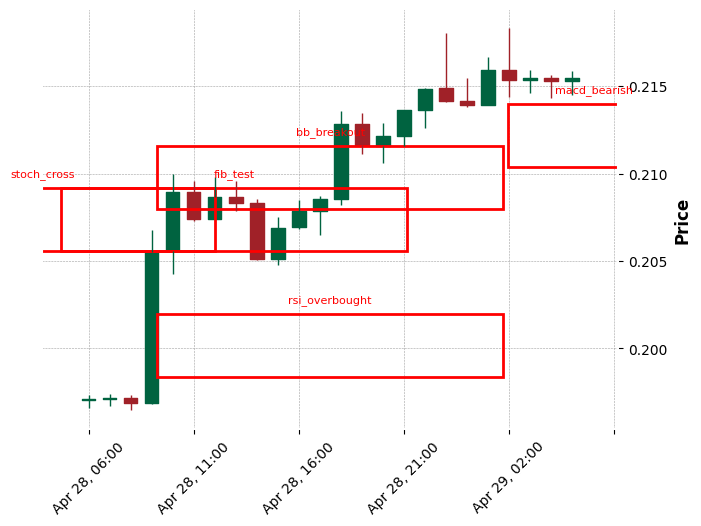 macd_bearish
0.215
bb_breakout
stoch_cross
fib_test
0.210
Price
0.205
rsi_overbought
0.200
Apr 28, 06:00
Apr 28, 11:00
Apr 28, 16:00
Apr 28, 21:00
Apr 29, 02:00